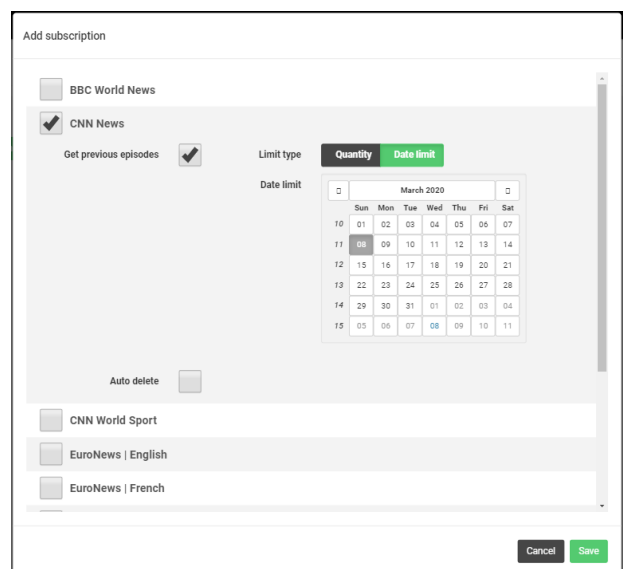 Add subscription
BBC World News
CNN News
Get previous episodes Limit type Quantity Date limit
Date limit March 2020
Sun Mon Tue Wed Thu Fri Sat
10 01 02 03 04 05 06 07
11 08 09 10 11 12 13 14
12 15 16 17 18 19 20 21
13 22 23 24 25 26 27 28
14 29 30 31 01 02 03 04
15 05 06 07 08 09 10 11
Auto delete
CNN World Sport
EuroNews | English
EuroNews | French
Cancel Save